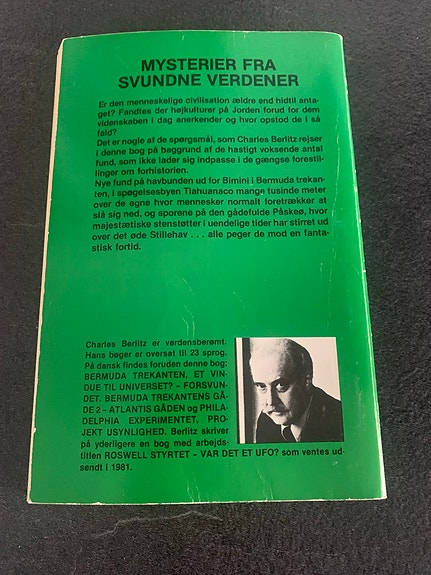 MYSTERIER FRA
SVUNDNE VERDENER
Er den menneskelige civilisation ældre end hidtil anta-
get? Fandtes der højkulturer på Jorden forud for dem
videnskaben i dag anerkender og hvor opstod de i så
fald?
Det er nogle af de spørgsmål, som Charles Berlitz rejser
i denne bog på baggrund af de hastigt voksende antal
fund, som ikke lader sig indpasse i de gængse forestil-
linger om forhistorien.
Nye fund på havbunden ud for Bimini i Bermuda trekan-
ten, i spøgelsesbyen Tiahuanaco mange tusinde meter
over de egne hvor mennesker normalt foretrækker at
slå sig ned, og sporene på den gådefulde Påskeø, hvor
majestætiske stenstøtter i uendelige tider har stirret ud
over det øde Stillehav . . . alle peger de mod en fanta-
stisk fortid.
Charles Berlitz er verdensberømt.
Hans bøger er oversat til 23 sprog.
På dansk findes foruden denne bog:
BERMUDA TREKANTEN, ET VIN-
DUE TIL UNIVERSET? – FORSVUN-
DET. BERMUDA TREKANTENS GÅ-
DE 2 – ATLANTIS GÅDEN og PHILA-
DELPHIA EXPERIMENTET, PRO-
JEKT USYNLIGHED. Berlitz skriver
på yderligere en bog med arbejds-
titlen ROSWELL STYRTET – VAR DET ET UFO? som ventes ud-
sendt i 1981.